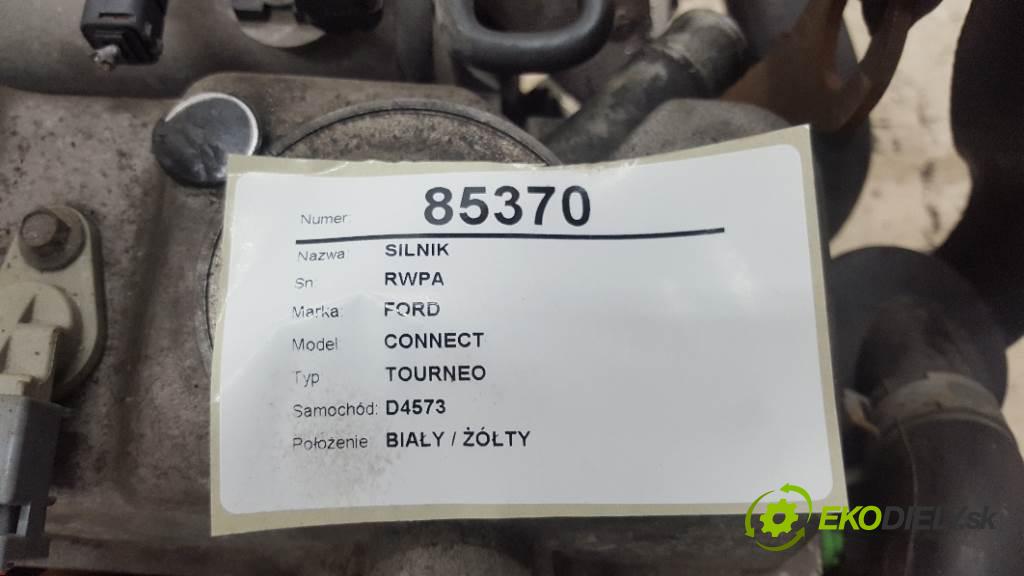 Numer: 85370
Nazwa: SILNIK
Sn: RWPA
Marka: FORD
Model: CONNECT
Typ TOURNEO
Samochód: D4573
Położenie BIAŁY / ŻÓŁTY
EKODIELY.sk